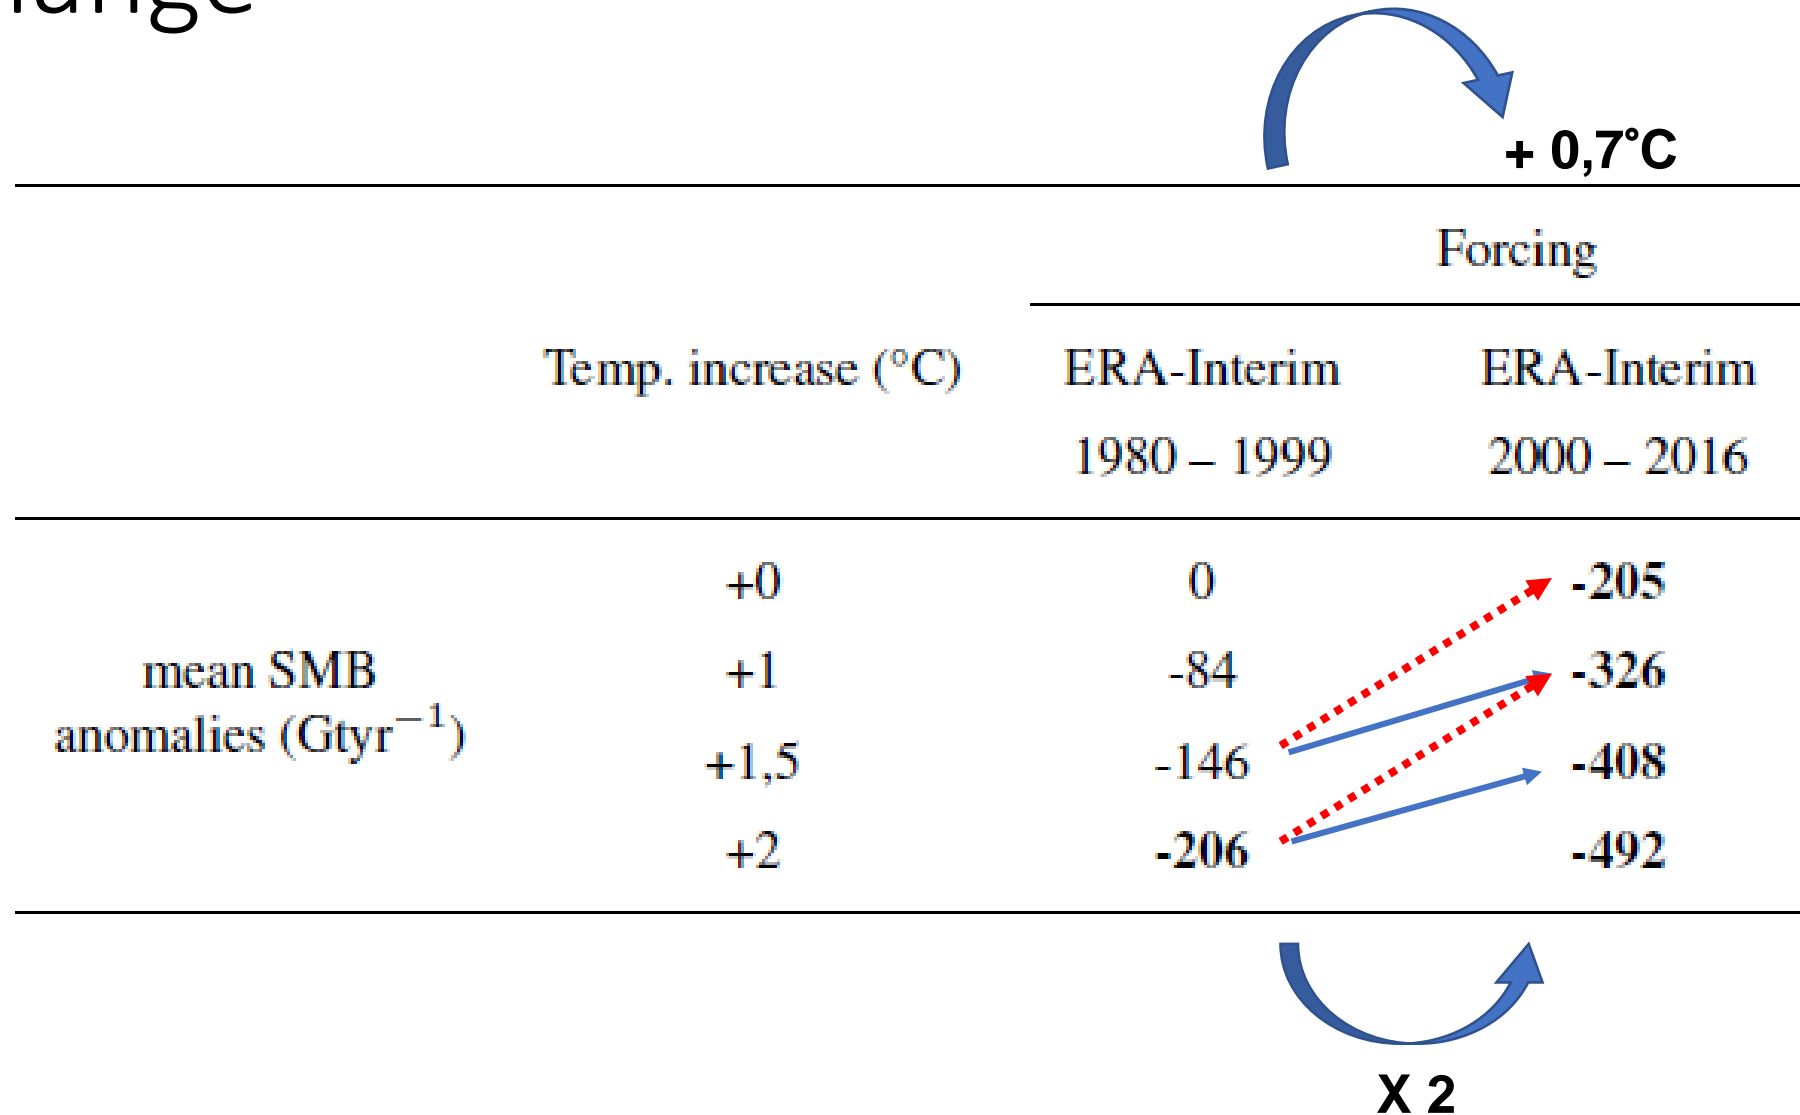 + 0,7°C
Forcing
Temp. increase (°C) ERA-Interim ERA-Interim
1980 – 1999 2000 – 2016
+0 0 -205
mean SMB +1 -84 -326
anomalies (Gtyr⁻¹)
+1,5 -146 -408
+2 -206 -492
X 2